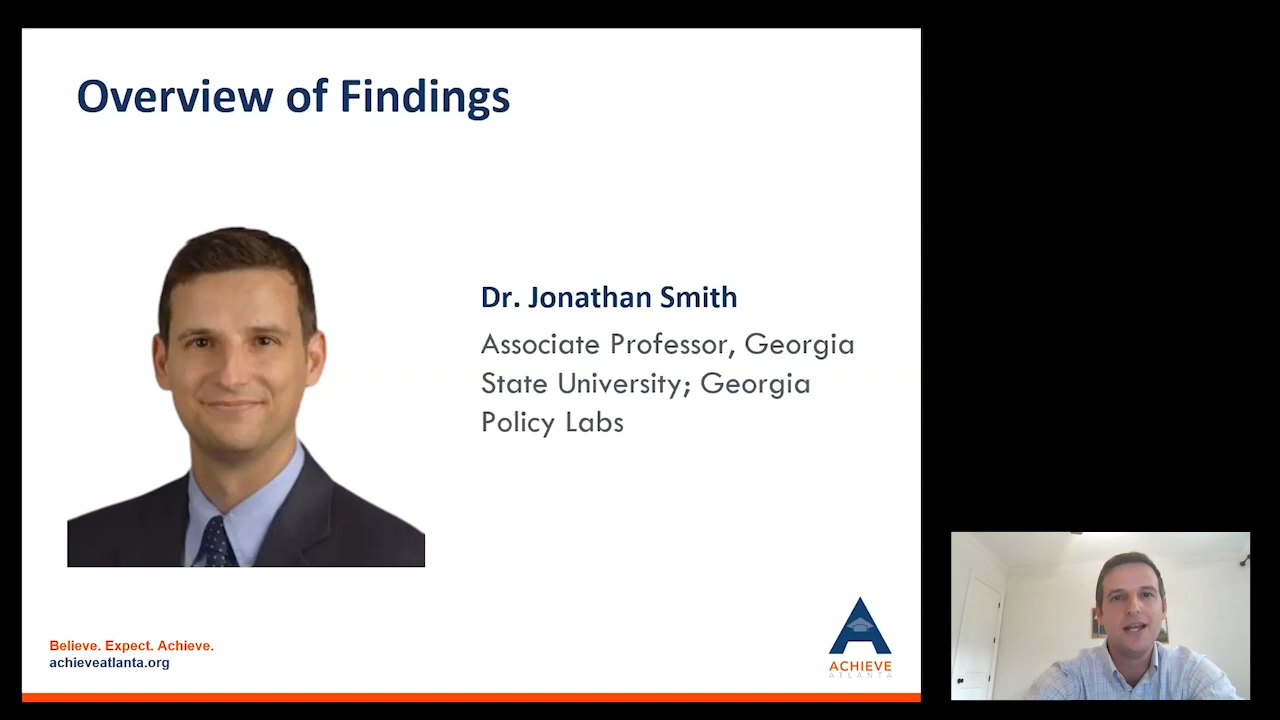 Overview of Findings
Dr. Jonathan Smith
Associate Professor, Georgia
State University; Georgia
Policy Labs
Believe. Expect. Achieve.
achieveatlanta.org
ACHIEVE
ATLANTA